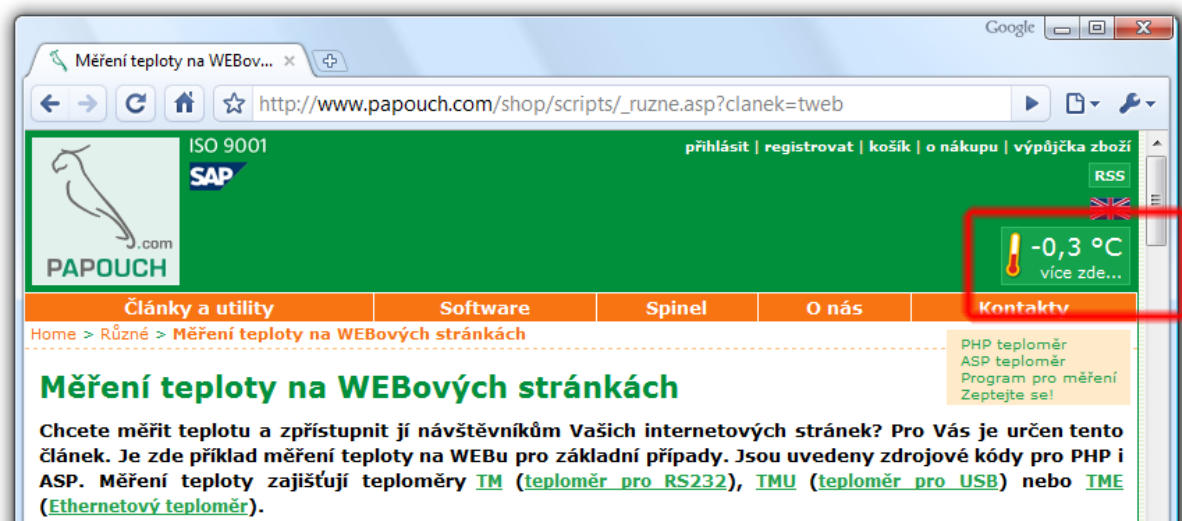 Google
Měření teploty na WEBov...
http://www.papouch.com/shop/scripts/_ruzne.asp?clanek=tweb
ISO 9001
přihlásit | registrovat | košík | o nákupu | výpůjčka zboží
SAP
RSS
.com
PAPOUCH
-0,3 °C
více zde...
Články a utility Software Spinel O nás Kontakty
Home > Různé > Měření teploty na WEBových stránkách
PHP teploměr
ASP teploměr
Program pro měření
Zeptejte se!
Měření teploty na WEBových stránkách
Chcete měřit teplotu a zpřístupnit jí návštěvníkům Vašich internetových stránek? Pro Vás je určen tento
článek. Je zde příklad měření teploty na WEBu pro základní případy. Jsou uvedeny zdrojové kódy pro PHP i
ASP. Měření teploty zajišťují teploměry TM (teploměr pro RS232), TMU (teploměr pro USB) nebo TME
(Ethernetový teploměr).